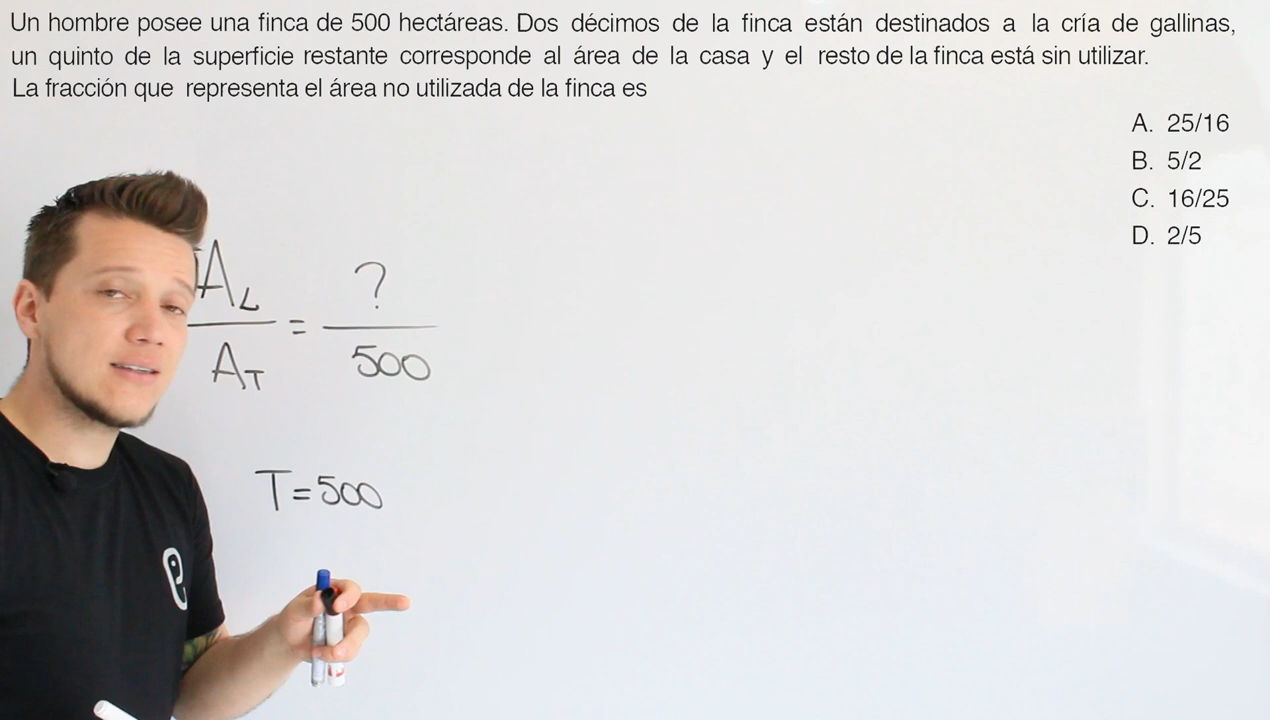 Un hombre posee una finca de 500 hectáreas. Dos décimos de la finca están destinados a la cría de gallinas,
un quinto de la superficie restante corresponde al área de la casa y el resto de la finca está sin utilizar.
La fracción que representa el área no utilizada de la finca es
A. 25/16
B. 5/2
C. 16/25
D. 2/5
A_L / A_T = ? / 500
T = 500